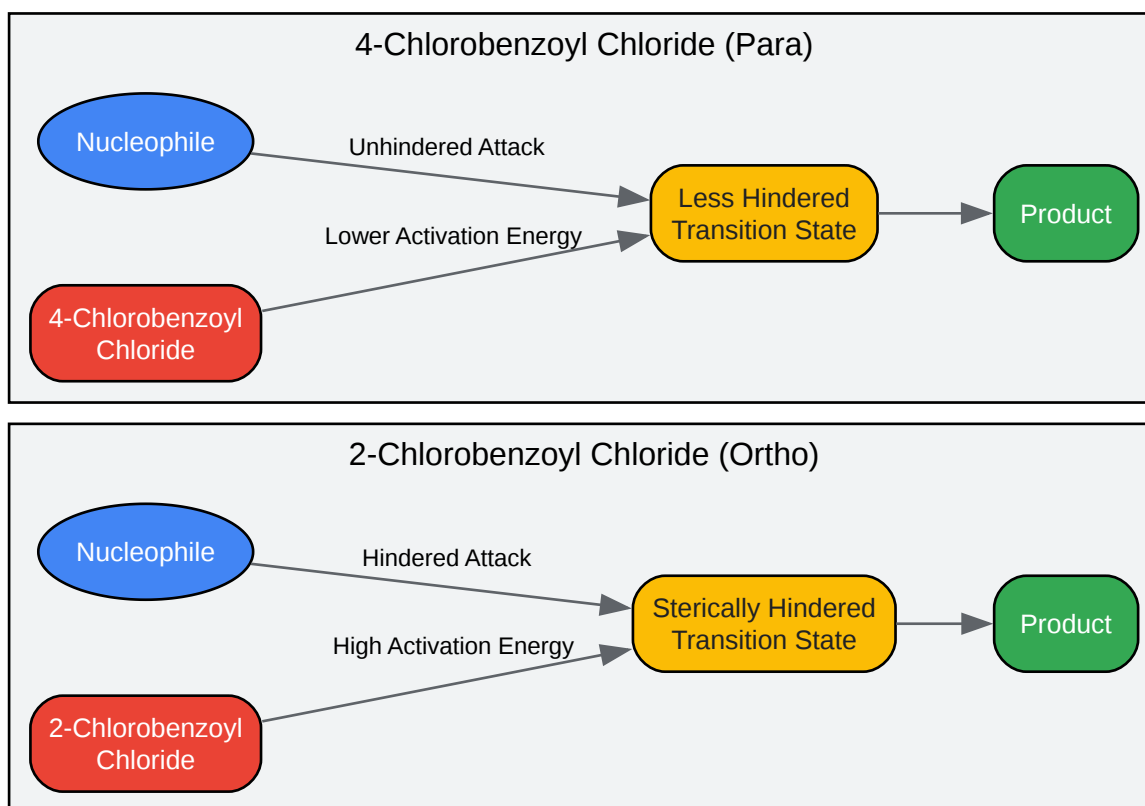 4-Chlorobenzoyl Chloride (Para)
Nucleophile
Unhindered Attack
Less Hindered
Transition State
Product
Lower Activation Energy
4-Chlorobenzoyl
Chloride
2-Chlorobenzoyl Chloride (Ortho)
Nucleophile
Hindered Attack
Sterically Hindered
Transition State
Product
High Activation Energy
2-Chlorobenzoyl
Chloride